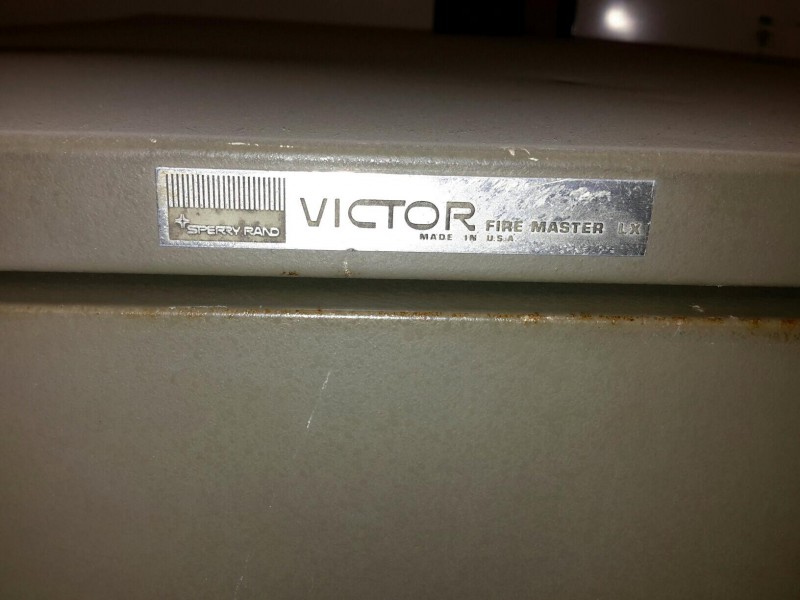 SPERRY RAND
VICTOR FIRE MASTER LX
MADE IN U.S.A